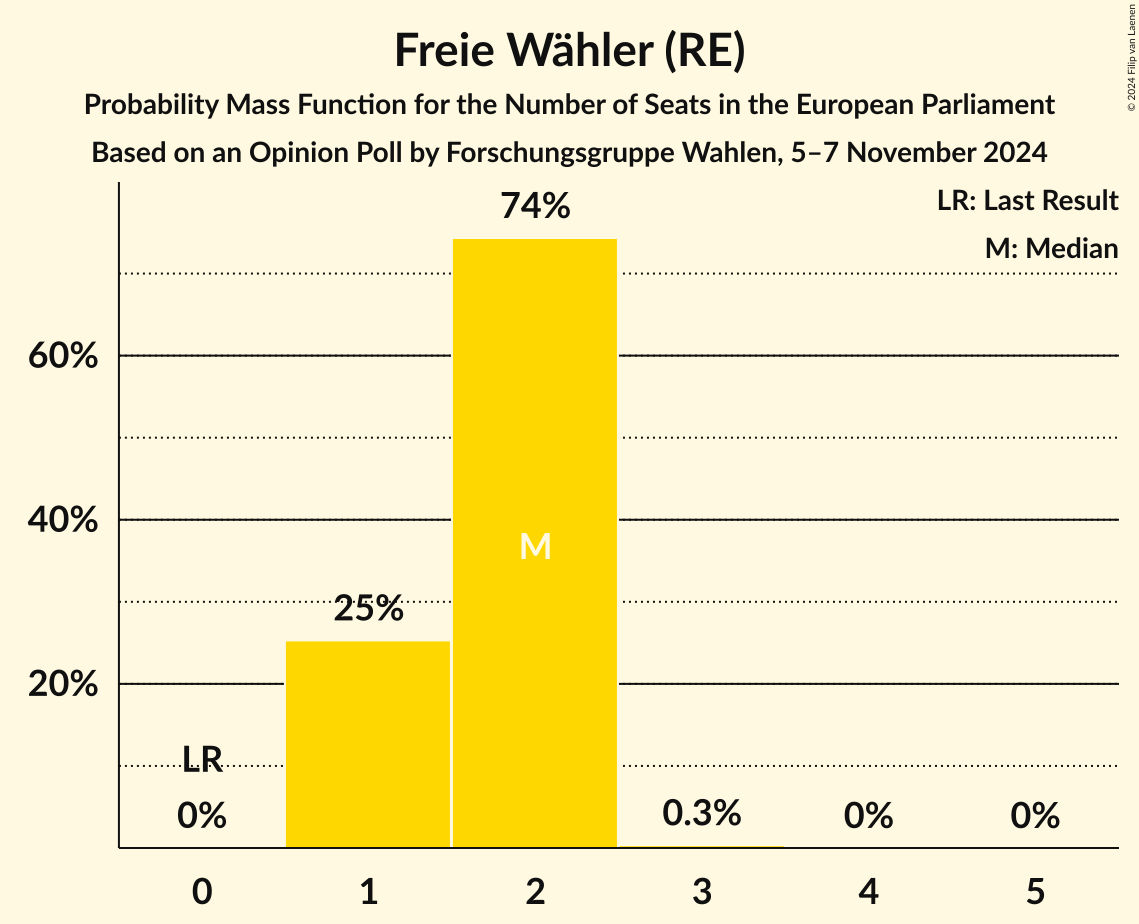 Freie Wähler (RE)
Probability Mass Function for the Number of Seats in the European Parliament
Based on an Opinion Poll by Forschungsgruppe Wahlen, 5–7 November 2024
© 2024 Filip van Laenen
LR: Last Result
M: Median
74%
60%
40%
M
25%
20%
LR
0%
0.3%
0%
0%
0 1 2 3 4 5